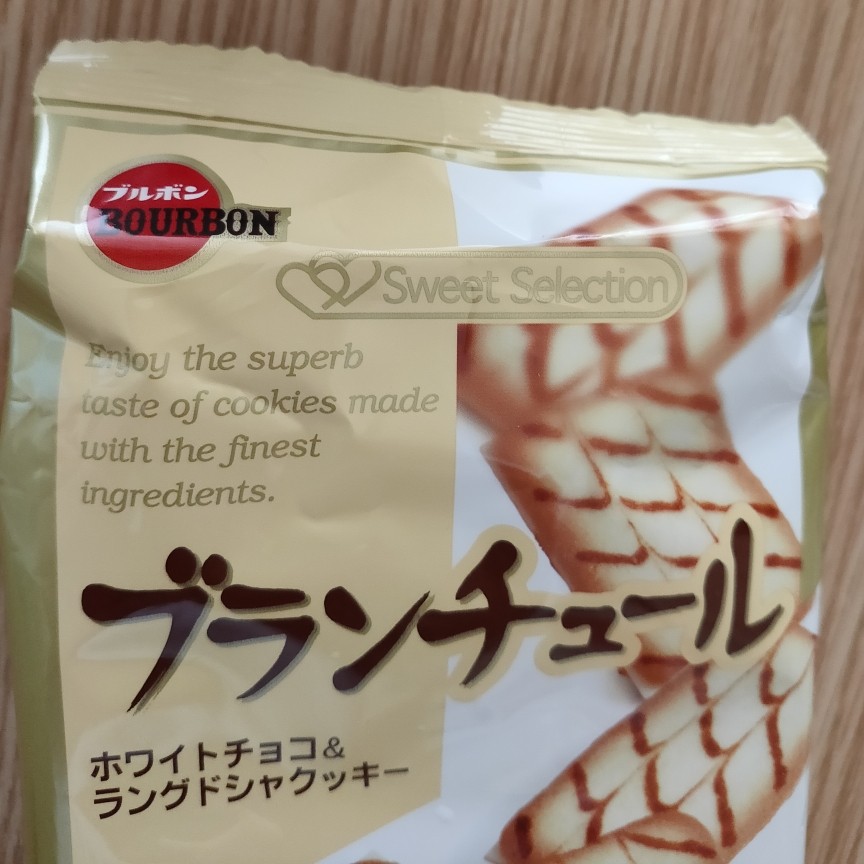 ブルボン
BOURBON
Sweet Selection
Enjoy the superb
taste of cookies made
with the finest
ingredients.
ブランチュール
ホワイトチョコ&
ラングドシャクッキー